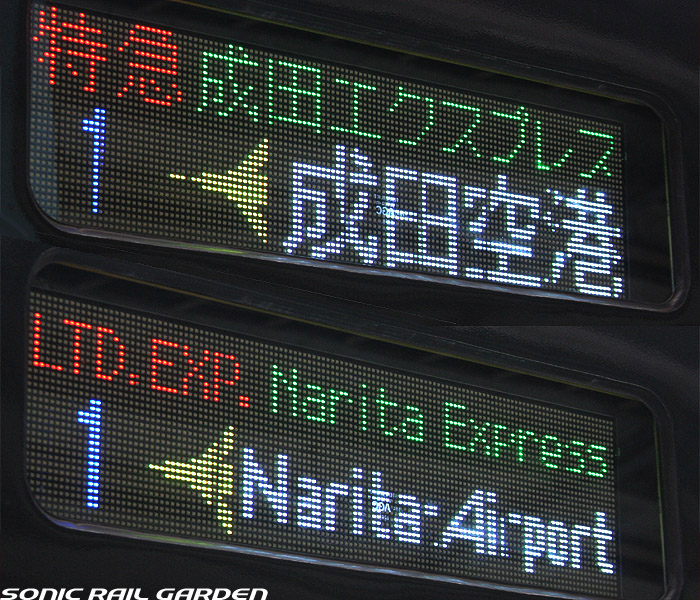 特急 成田エクスプレス
1 成田空港
LTD.EXP. Narita Express
1 Narita-Airport
SONIC RAIL GARDEN